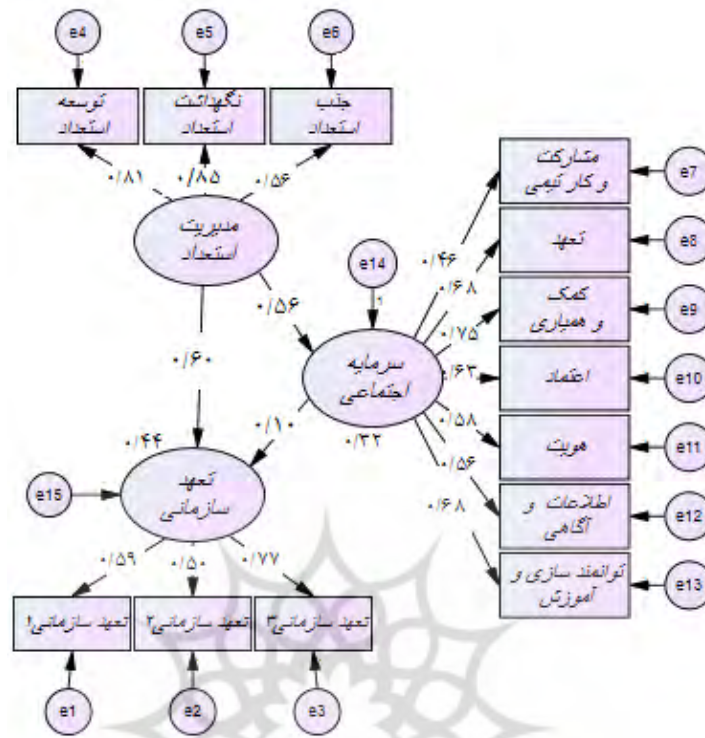 e4
e5
e6
توسعه
استعداد
نگهداشت
استعداد
جذب
استعداد
۰/۸۱
۰/۸۵
۰/۵۶
مدیریت
استعداد
مشارکت
و کار تیمی
e7
تعهد
e8
کمک
و همیاری
e9
اعتماد
e10
هویت
e11
اطلاعات و
آگاهی
e12
توانمند سازی و
آموزش
e13
e14
۱
۰/۴۶
۰/۶۸
۰/۷۵
۰/۶۳
۰/۵۸
۰/۵۶
۰/۶۸
۰/۵۶
سرمایه
اجتماعی
۰/۳۲
۰/۶۰
۰/۱۰
۰/۴۴
تعهد
سازمانی
e15
۰/۵۹
۰/۵۰
۰/۷۷
تعهد سازمانی۱
تعهد سازمانی۲
تعهد سازمانی۳
e1
e2
e3